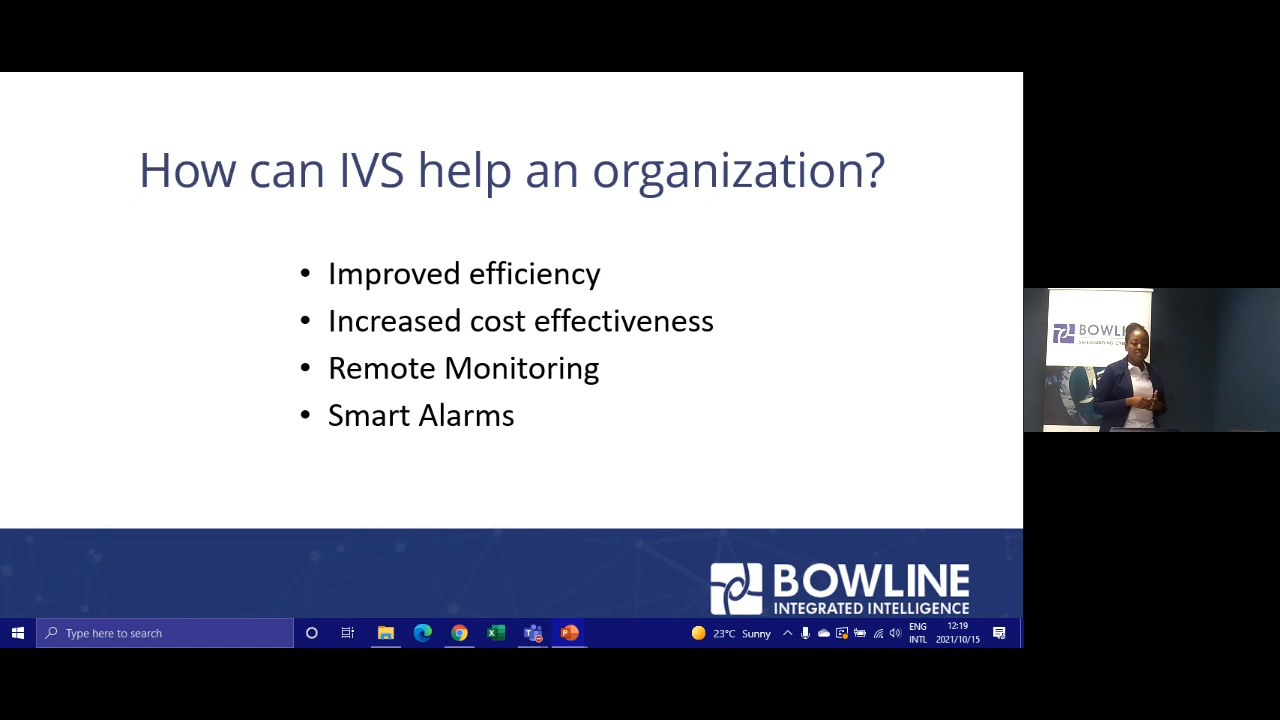 How can IVS help an organization?
• Improved efficiency
• Increased cost effectiveness
• Remote Monitoring
• Smart Alarms
BOWLINE
INTEGRATED INTELLIGENCE
Type here to search
23°C Sunny
ENG
INTL
12:19
2021/10/15
BOWLI